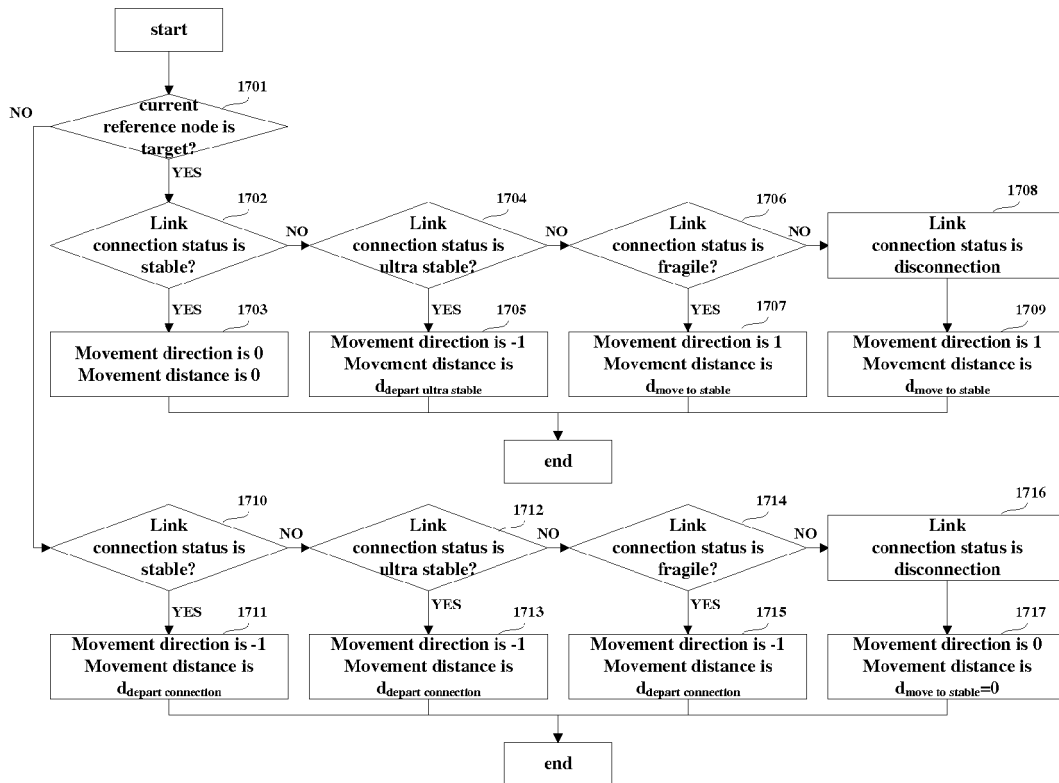 start
1701
NO
current
reference node is
target?
YES
1702
Link
connection status is
stable?
NO
1704
Link
connection status is
ultra stable?
NO
1706
Link
connection status is
fragile?
NO
1708
Link
connection status is
disconnection
YES
1703
Movement direction is 0
Movement distance is 0
YES
1705
Movement direction is -1
Movement distance is
d depart ultra stable
YES
1707
Movement direction is 1
Movement distance is
d move to stable
1709
Movement direction is 1
Movement distance is
d move to stable
end
1710
Link
connection status is
stable?
NO
1712
Link
connection status is
ultra stable?
NO
1714
Link
connection status is
fragile?
NO
1716
Link
connection status is
disconnection
YES
1711
Movement direction is -1
Movement distance is
d depart connection
YES
1713
Movement direction is -1
Movement distance is
d depart connection
YES
1715
Movement direction is -1
Movement distance is
d depart connection
1717
Movement direction is 0
Movement distance is
d move to stable=0
end